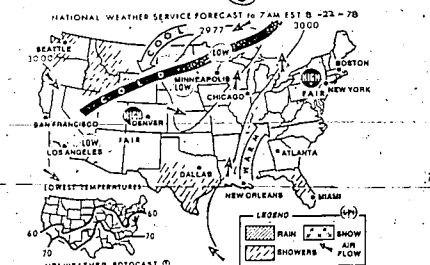 NATIONAL WEATHER SERVICE FORECAST to 7AM EST 8-22-78
COOL
2977
3000
SEATTLE
3000
LOW
BOSTON
COLD
MINNEAPOLIS
LOW
HIGH
NEW YORK
CHICAGO
FAIR
HIGH
SAN FRANCISCO
DENVER
WARM
LOS ANGELES
LOW
FAIR
ATLANTA
DALLAS
LOWEST TEMPERATURES
NEW ORLEANS
MIAMI
60
LEGEND
UPI
60
70
RAIN
SNOW
70
SHOWERS
AIR
FLOW